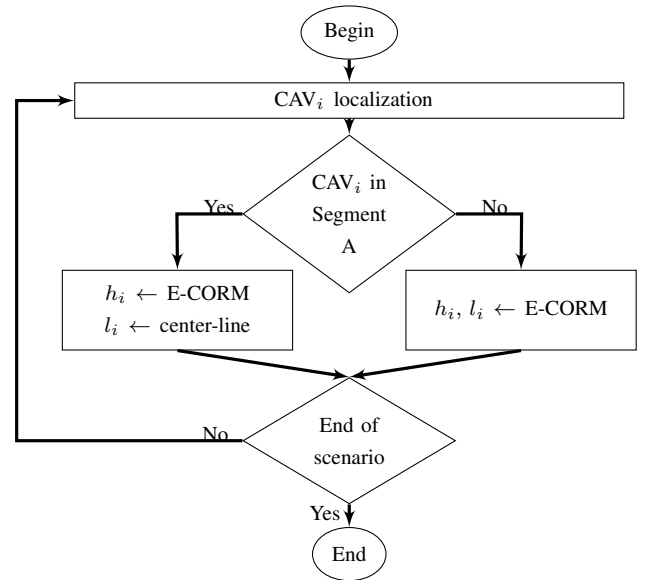 Begin
CAV_i localization
CAV_i in
Segment
A
Yes
No
h_i ← E-CORM
l_i ← center-line
h_i, l_i ← E-CORM
End of
scenario
No
Yes
End